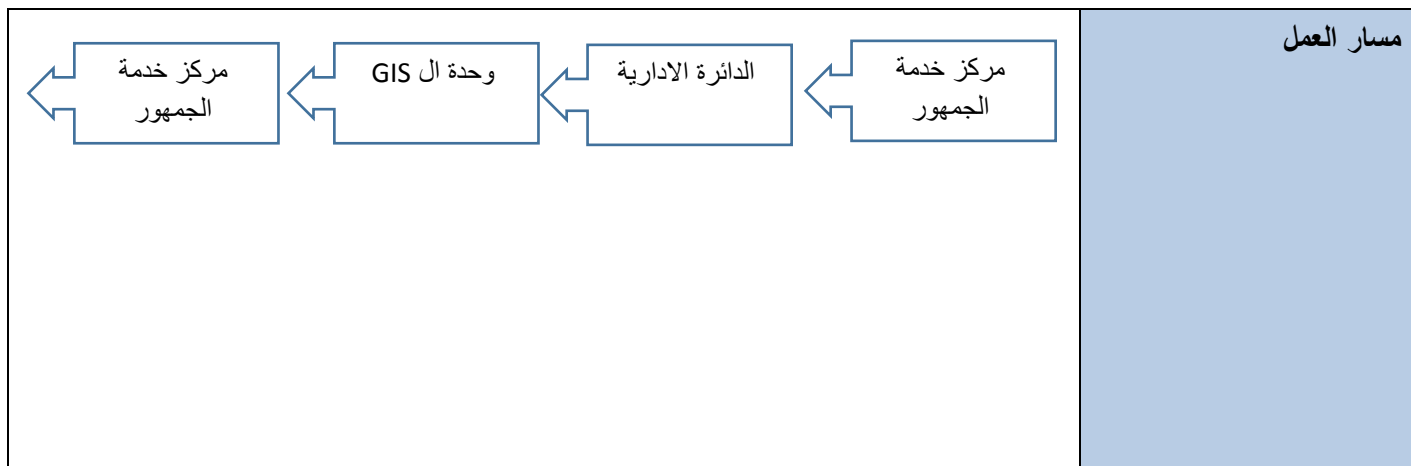 مسار العمل
مركز خدمة
الجمهور
الدائرة الادارية
وحدة ال GIS
مركز خدمة
الجمهور